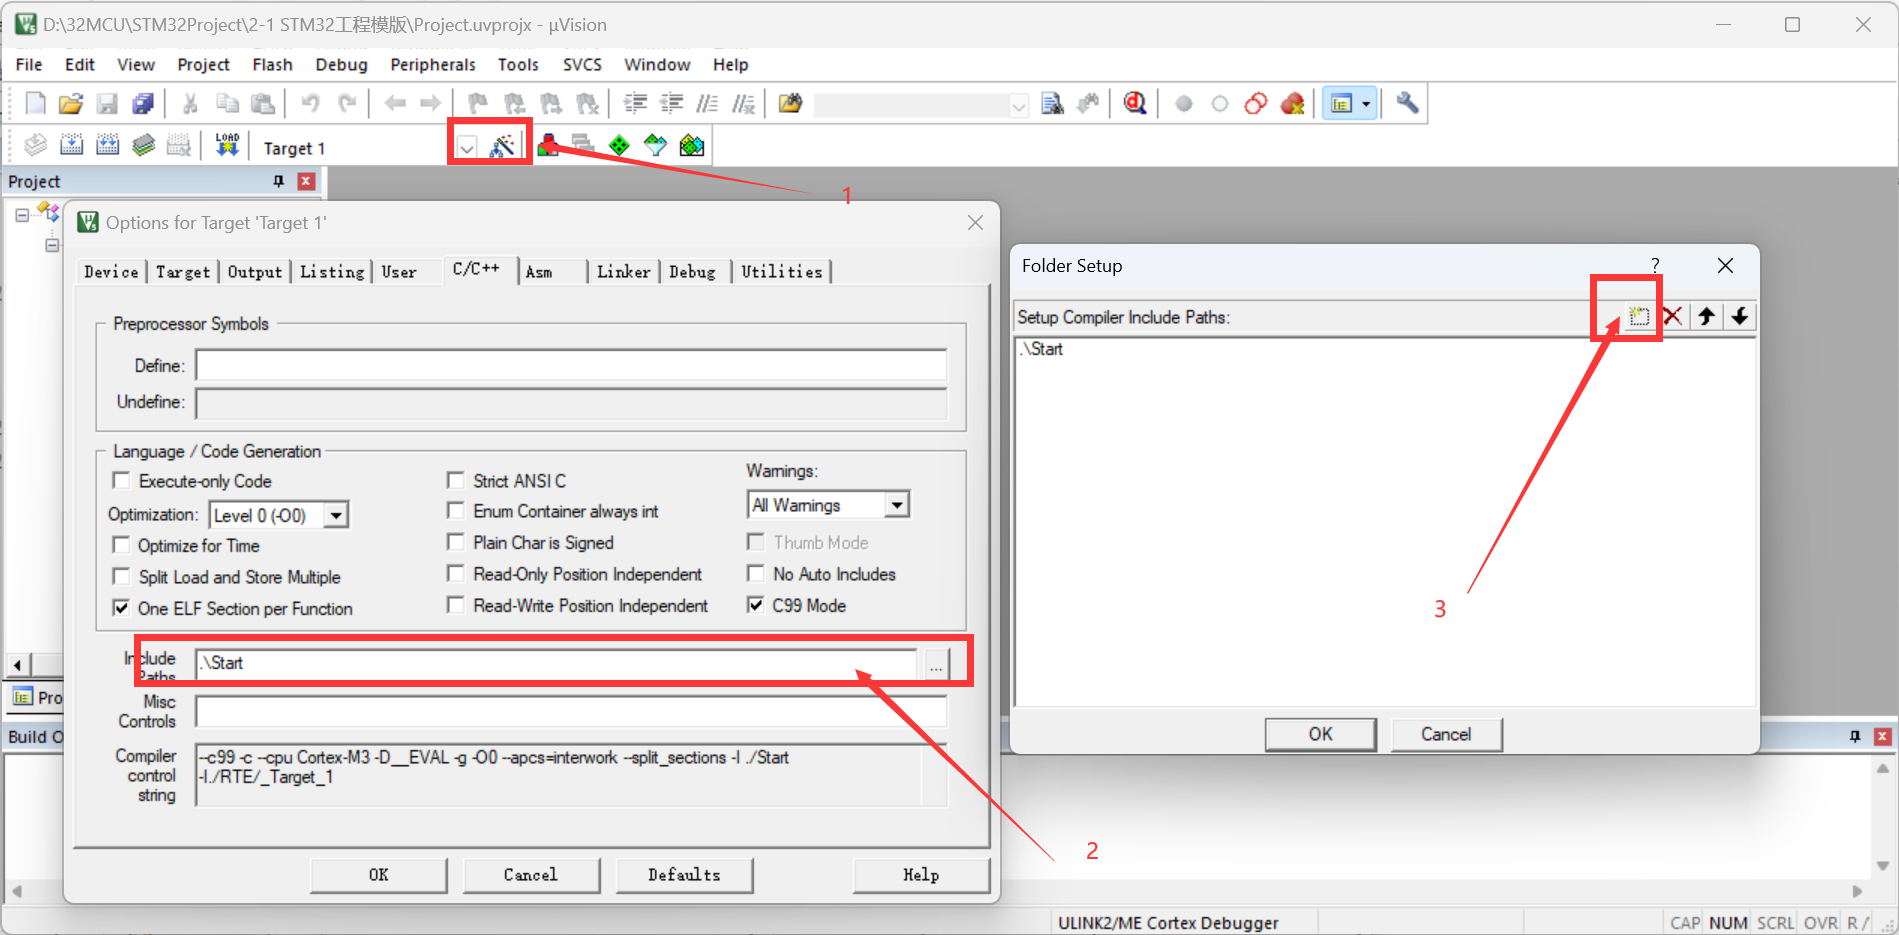 D:\32MCU\STM32Project\2-1 STM32工程模版\Project.uvprojx - µVision
File Edit View Project Flash Debug Peripherals Tools SVCS Window Help
LOAD
Target 1
1
Project
Options for Target 'Target 1'
Device Target Output Listing User C/C++ Asm Linker Debug Utilities
Preprocessor Symbols
Define:
Undefine:
Language / Code Generation
Execute-only Code
Strict ANSI C
Warnings:
Optimization: Level 0 (-O0)
Enum Container always int
All Warnings
Optimize for Time
Plain Char is Signed
Thumb Mode
Split Load and Store Multiple
Read-Only Position Independent
No Auto Includes
One ELF Section per Function
Read-Write Position Independent
C99 Mode
Include
Paths
.\Start
...
Misc
Controls
Compiler
control
string
--c99 -c --cpu Cortex-M3 -D__EVAL -g -O0 --apcs=interwork --split_sections -I ./Start
-I./RTE/_Target_1
OK Cancel Defaults Help
2
Folder Setup
?
Setup Compiler Include Paths:
.\Start
3
OK Cancel
Pro
Build O
ULINK2/ME Cortex Debugger
CAP NUM SCRL OVR R /